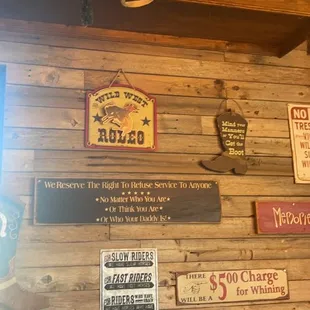 WILD WEST
RODEO
Mind your
MANNERS
or You'll
Get the
BOOT
NO
TRE
We Reserve The Right To Refuse Service To Anyone
• No Matter Who You Are
• Or Think You Are
• Or Who Your Daddy Is!
SLOW RIDERS
FAST RIDERS
RIDERS
THERE
WILL BE A
$5.00 Charge
for Whining